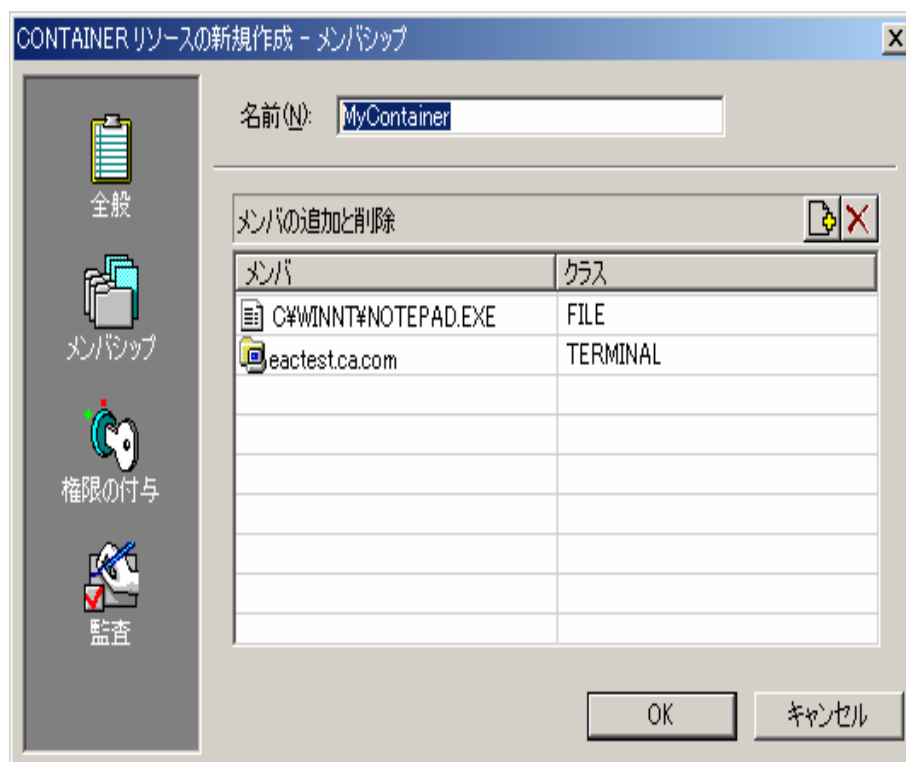 CONTAINER リソースの新規作成 - メンバシップ
名前(N): MyContainer
全般
メンバシップ
権限の付与
監査
メンバの追加と削除
メンバ クラス
C¥WINNT¥NOTEPAD.EXE FILE
eactest.ca.com TERMINAL
OK キャンセル